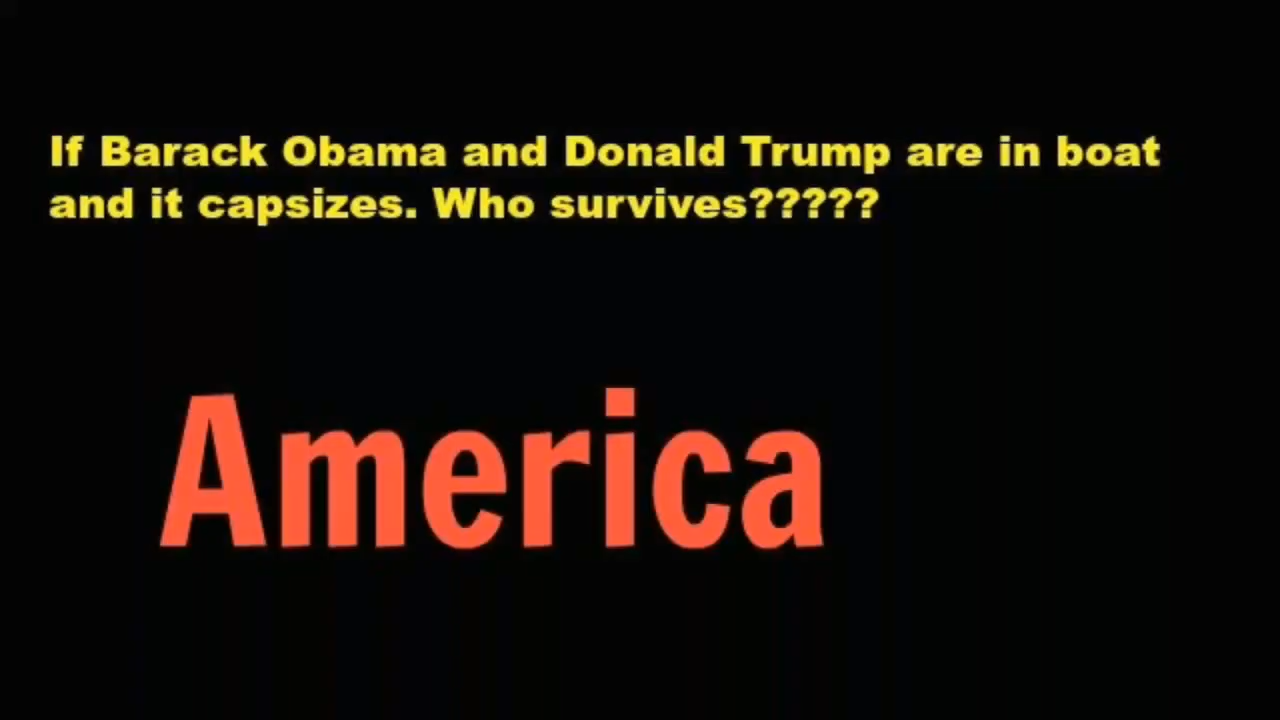 If Barack Obama and Donald Trump are in boat
and it capsizes. Who survives?????
America